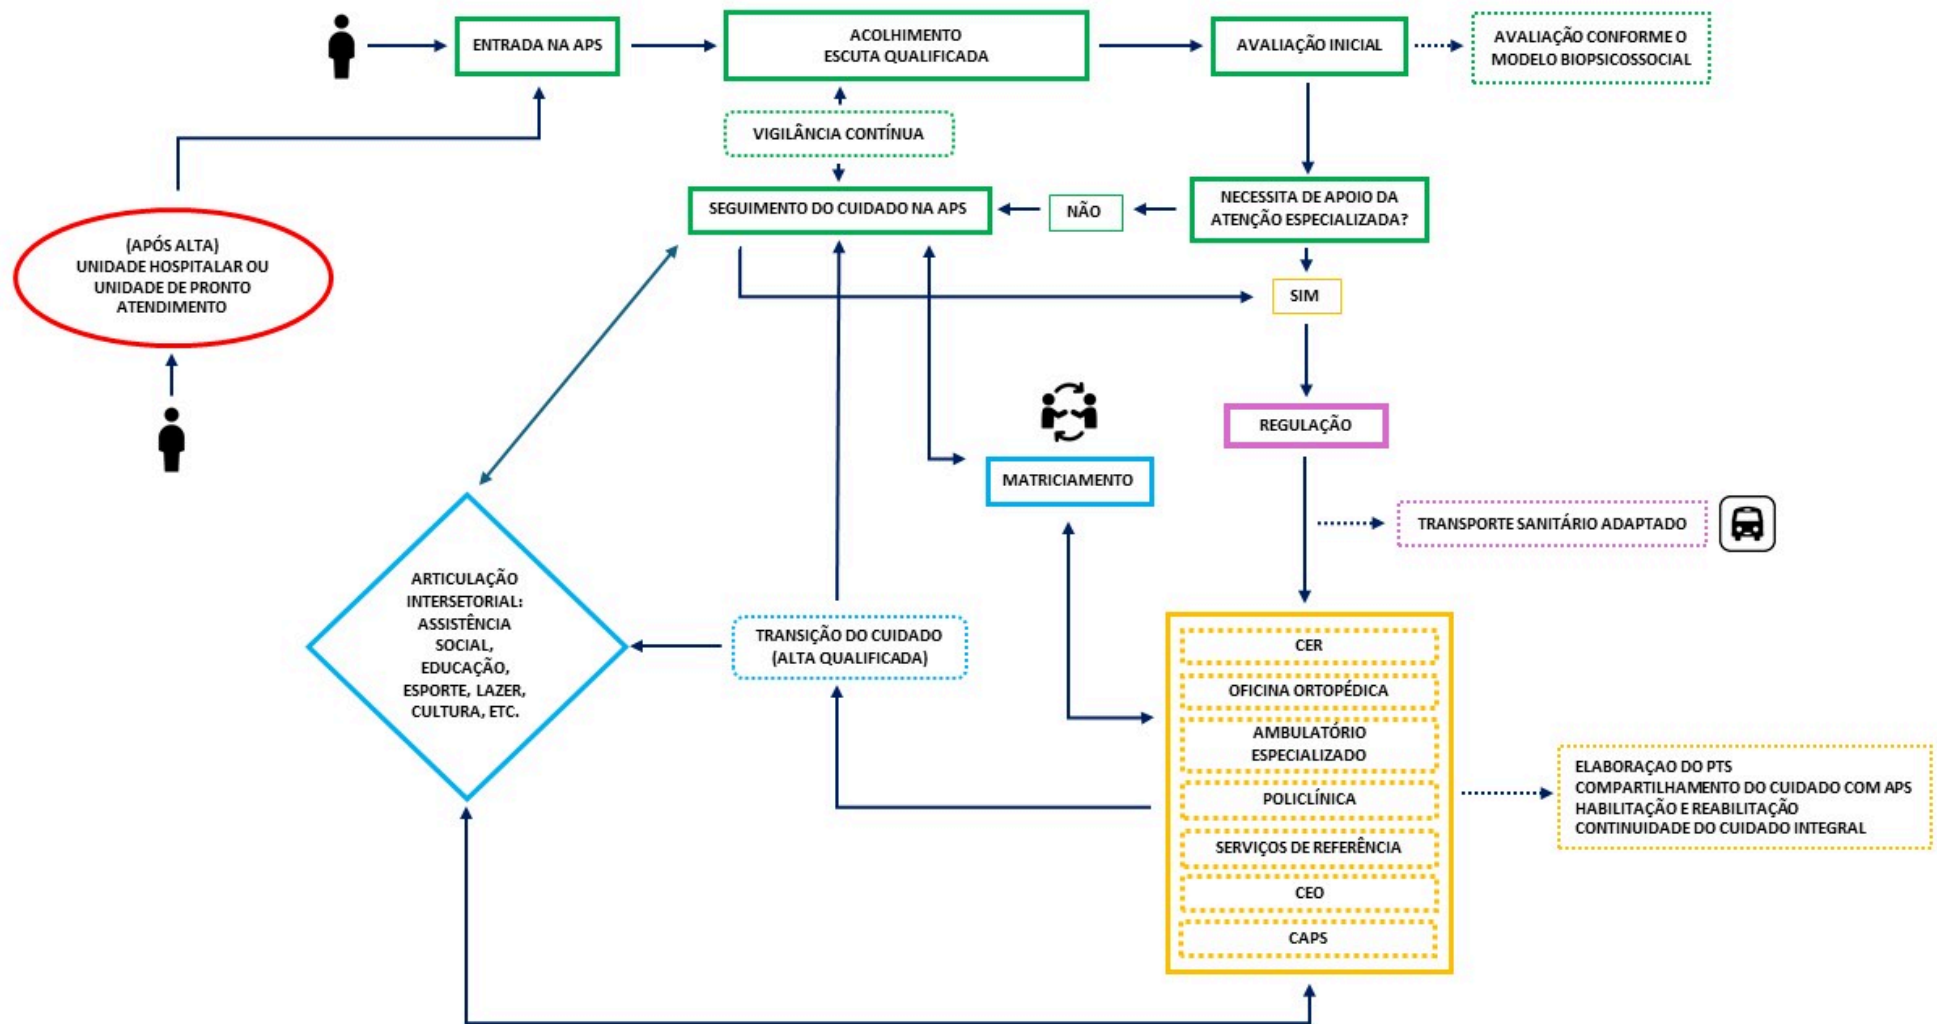 ENTRADA NA APS
ACOLHIMENTO
ESCUTA QUALIFICADA
AVALIAÇÃO INICIAL
AVALIAÇÃO CONFORME O
MODELO BIOPSICOSSOCIAL
VIGILÂNCIA CONTÍNUA
SEGUIMENTO DO CUIDADO NA APS
NÃO
NECESSITA DE APOIO DA
ATENÇÃO ESPECIALIZADA?
(APÓS ALTA)
UNIDADE HOSPITALAR OU
UNIDADE DE PRONTO
ATENDIMENTO
SIM
REGULAÇÃO
MATRICIAMENTO
TRANSPORTE SANITÁRIO ADAPTADO
ARTICULAÇÃO
INTERSETORIAL:
ASSISTÊNCIA
SOCIAL,
EDUCAÇÃO,
ESPORTE, LAZER,
CULTURA, ETC.
TRANSIÇÃO DO CUIDADO
(ALTA QUALIFICADA)
CER
OFICINA ORTOPÉDICA
AMBULATÓRIO
ESPECIALIZADO
POLICLÍNICA
SERVIÇOS DE REFERÊNCIA
CEO
CAPS
ELABORAÇAO DO PTS
COMPARTILHAMENTO DO CUIDADO COM APS
HABILITAÇÃO E REABILITAÇÃO
CONTINUIDADE DO CUIDADO INTEGRAL